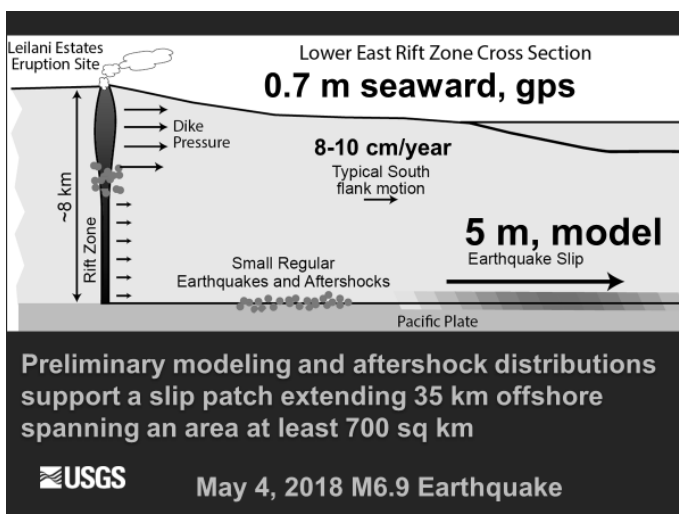 Leilani Estates
Eruption Site
Lower East Rift Zone Cross Section
0.7 m seaward, gps
Dike
Pressure
8-10 cm/year
Typical South
flank motion
~8 km
Rift Zone
5 m, model
Earthquake Slip
Small Regular
Earthquakes and Aftershocks
Pacific Plate
Preliminary modeling and aftershock distributions
support a slip patch extending 35 km offshore
spanning an area at least 700 sq km
USGS
May 4, 2018 M6.9 Earthquake